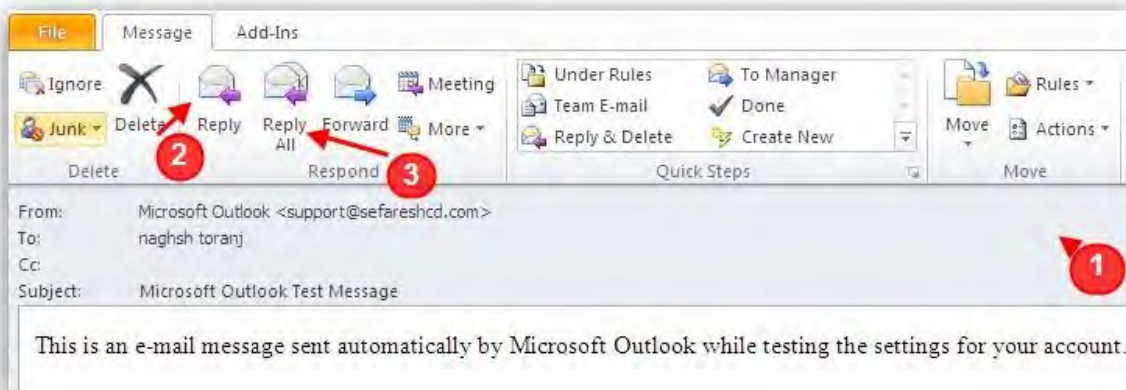 File Message Add-Ins
Ignore
Junk
Delete
Reply
Reply All
Forward
Meeting
More
Under Rules
Team E-mail
Reply & Delete
To Manager
Done
Create New
Move
Rules
Actions
2
3
Delete Respond Quick Steps Move
From: Microsoft Outlook <support@sefareshcd.com>
To: naghsh toranj
Cc:
1
Subject: Microsoft Outlook Test Message
This is an e-mail message sent automatically by Microsoft Outlook while testing the settings for your account.